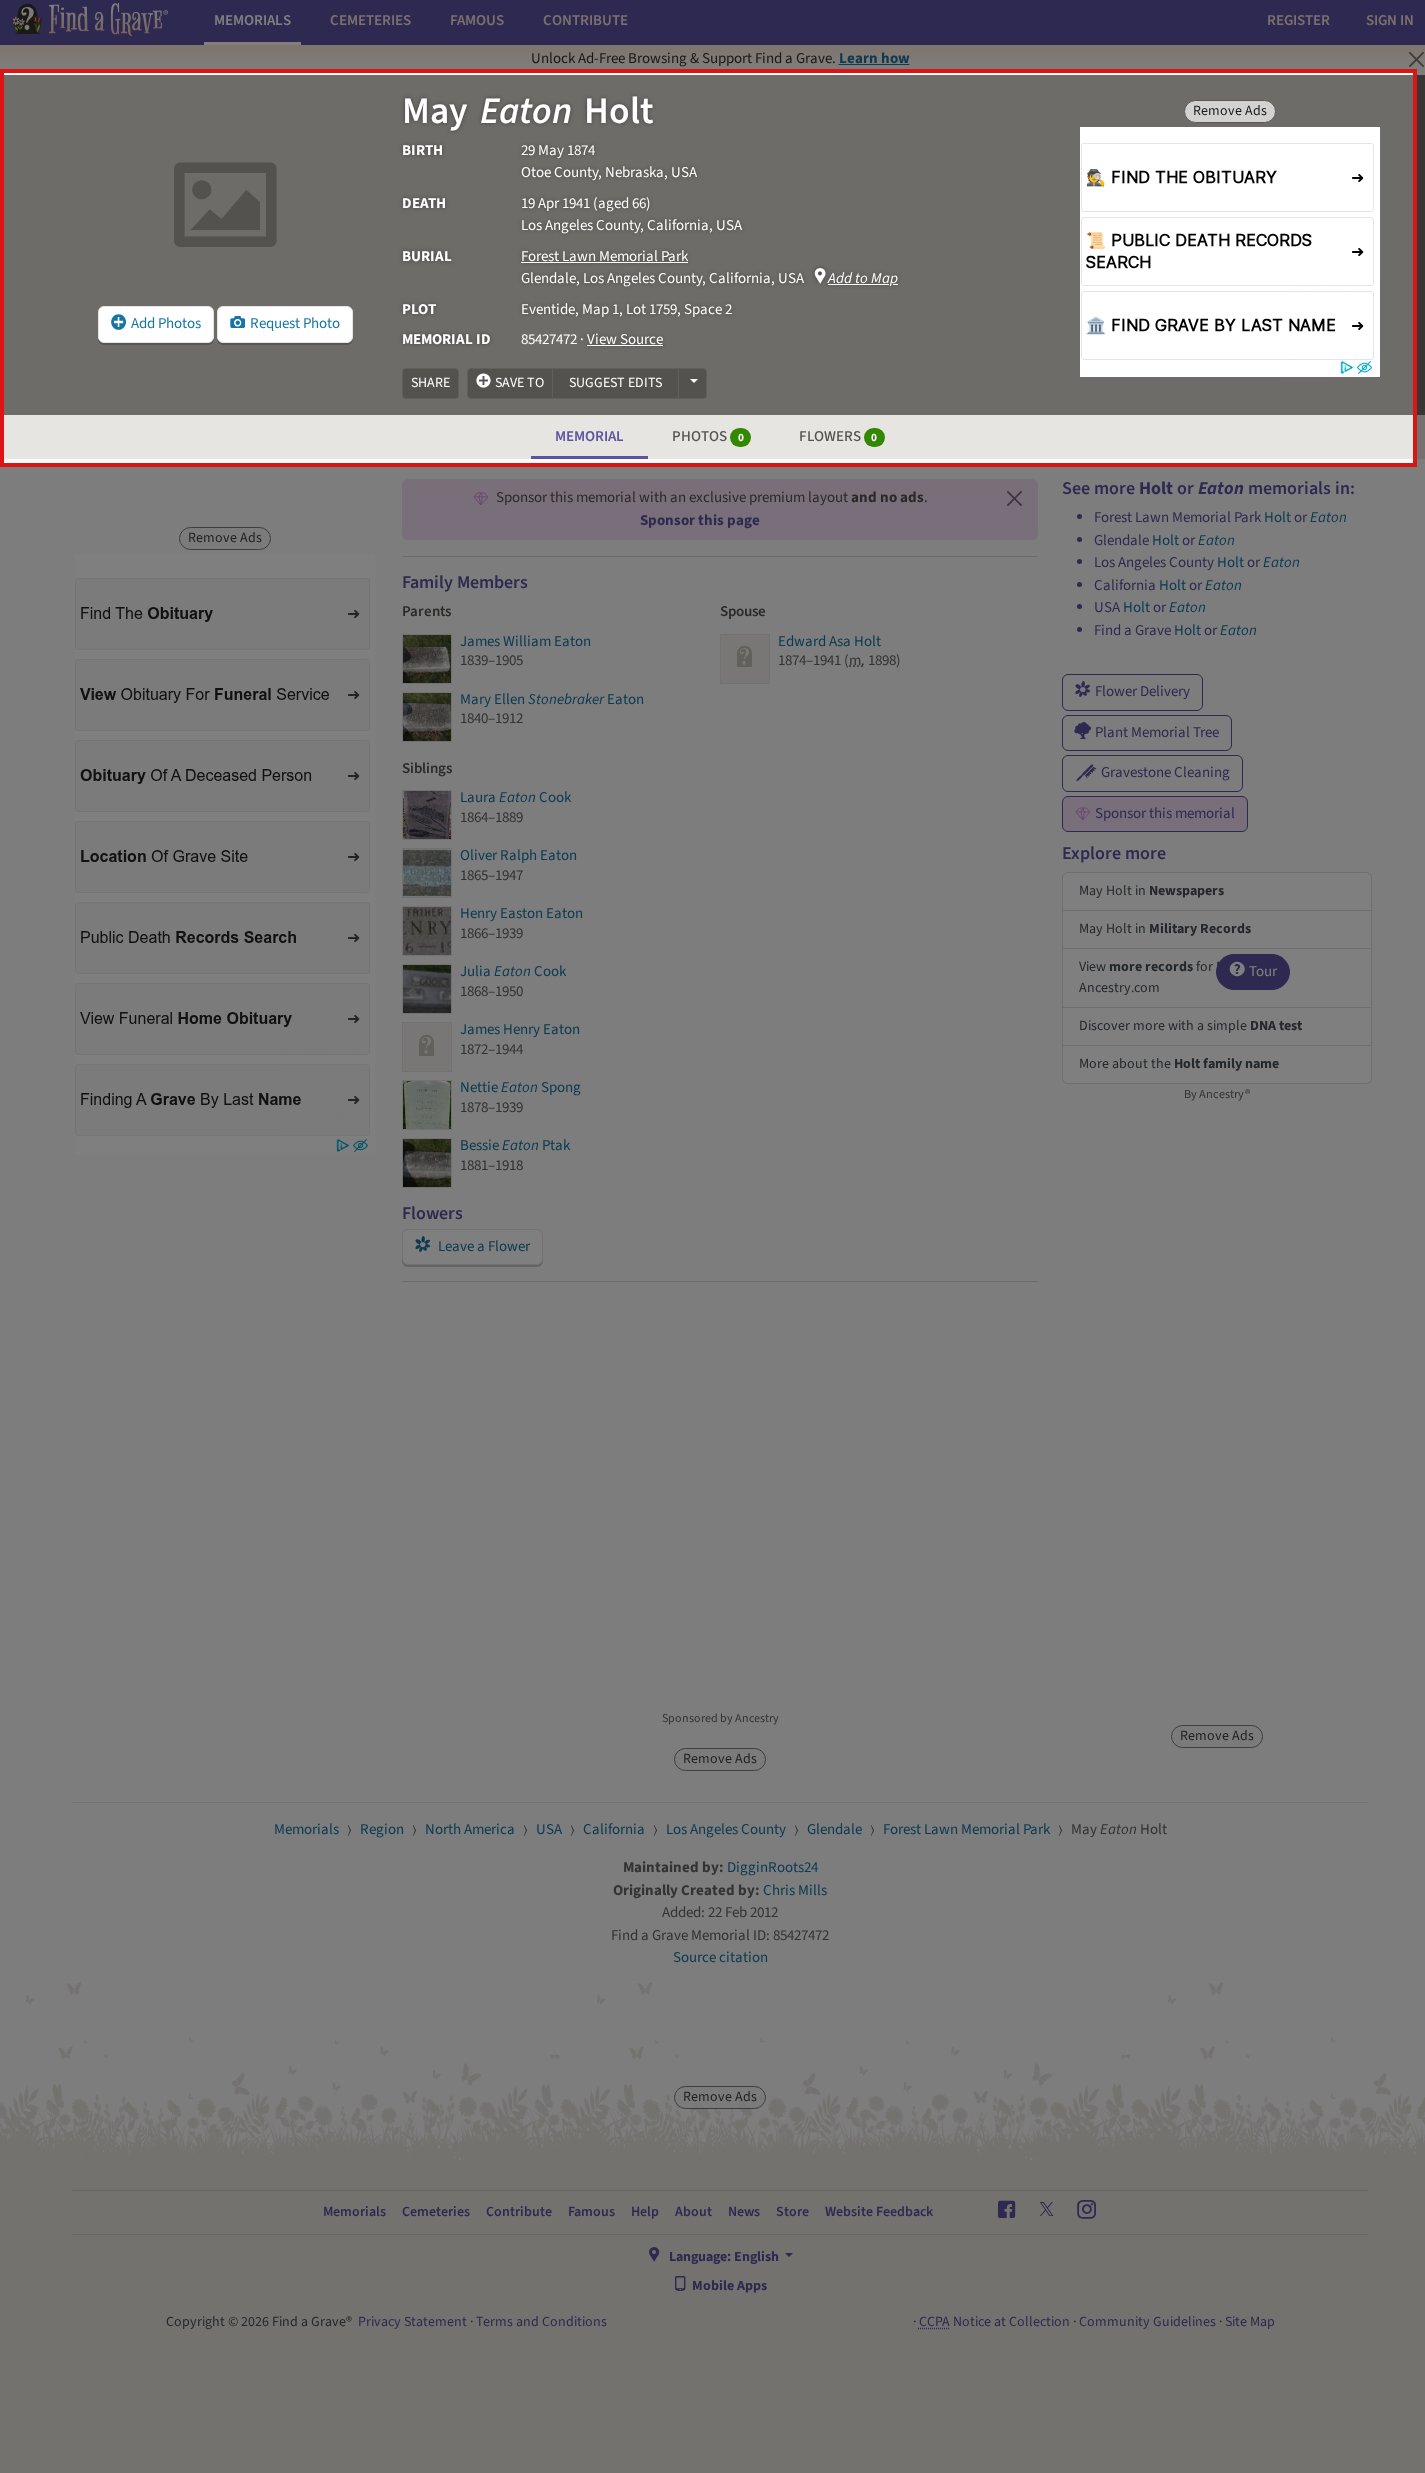 Find a Grave®
MEMORIALS
CEMETERIES
FAMOUS
CONTRIBUTE
REGISTER
SIGN IN
Unlock Ad-Free Browsing & Support Find a Grave. Learn how
May Eaton Holt
BIRTH
29 May 1874
Otoe County, Nebraska, USA
DEATH
19 Apr 1941 (aged 66)
Los Angeles County, California, USA
BURIAL
Forest Lawn Memorial Park
Glendale, Los Angeles County, California, USA Add to Map
PLOT
Eventide, Map 1, Lot 1759, Space 2
MEMORIAL ID
85427472 · View Source
Add Photos
Request Photo
SHARE
SAVE TO
SUGGEST EDITS
Remove Ads
FIND THE OBITUARY
PUBLIC DEATH RECORDS
SEARCH
FIND GRAVE BY LAST NAME
MEMORIAL
PHOTOS 0
FLOWERS 0
Remove Ads
Find The Obituary
View Obituary For Funeral Service
Obituary Of A Deceased Person
Location Of Grave Site
Public Death Records Search
View Funeral Home Obituary
Finding A Grave By Last Name
Sponsor this memorial with an exclusive premium layout and no ads.
Sponsor this page
Family Members
Parents
James William Eaton
1839–1905
Mary Ellen Stonebraker Eaton
1840–1912
Spouse
Edward Asa Holt
1874–1941 (m. 1898)
Siblings
Laura Eaton Cook
1864–1889
Oliver Ralph Eaton
1865–1947
Henry Easton Eaton
1866–1939
Julia Eaton Cook
1868–1950
James Henry Eaton
1872–1944
Nettie Eaton Spong
1878–1939
Bessie Eaton Ptak
1881–1918
Flowers
Leave a Flower
See more Holt or Eaton memorials in:
Forest Lawn Memorial Park Holt or Eaton
Glendale Holt or Eaton
Los Angeles County Holt or Eaton
California Holt or Eaton
USA Holt or Eaton
Find a Grave Holt or Eaton
Flower Delivery
Plant Memorial Tree
Gravestone Cleaning
Sponsor this memorial
Explore more
May Holt in Newspapers
May Holt in Military Records
View more records for
Ancestry.com
Tour
Discover more with a simple DNA test
More about the Holt family name
By Ancestry®
Sponsored by Ancestry
Remove Ads
Remove Ads
Memorials › Region › North America › USA › California › Los Angeles County › Glendale › Forest Lawn Memorial Park › May Eaton Holt
Maintained by: DigginRoots24
Originally Created by: Chris Mills
Added: 22 Feb 2012
Find a Grave Memorial ID: 85427472
Source citation
Remove Ads
Memorials
Cemeteries
Contribute
Famous
Help
About
News
Store
Website Feedback
Language: English
Mobile Apps
Copyright © 2026 Find a Grave® Privacy Statement · Terms and Conditions · CCPA Notice at Collection · Community Guidelines · Site Map